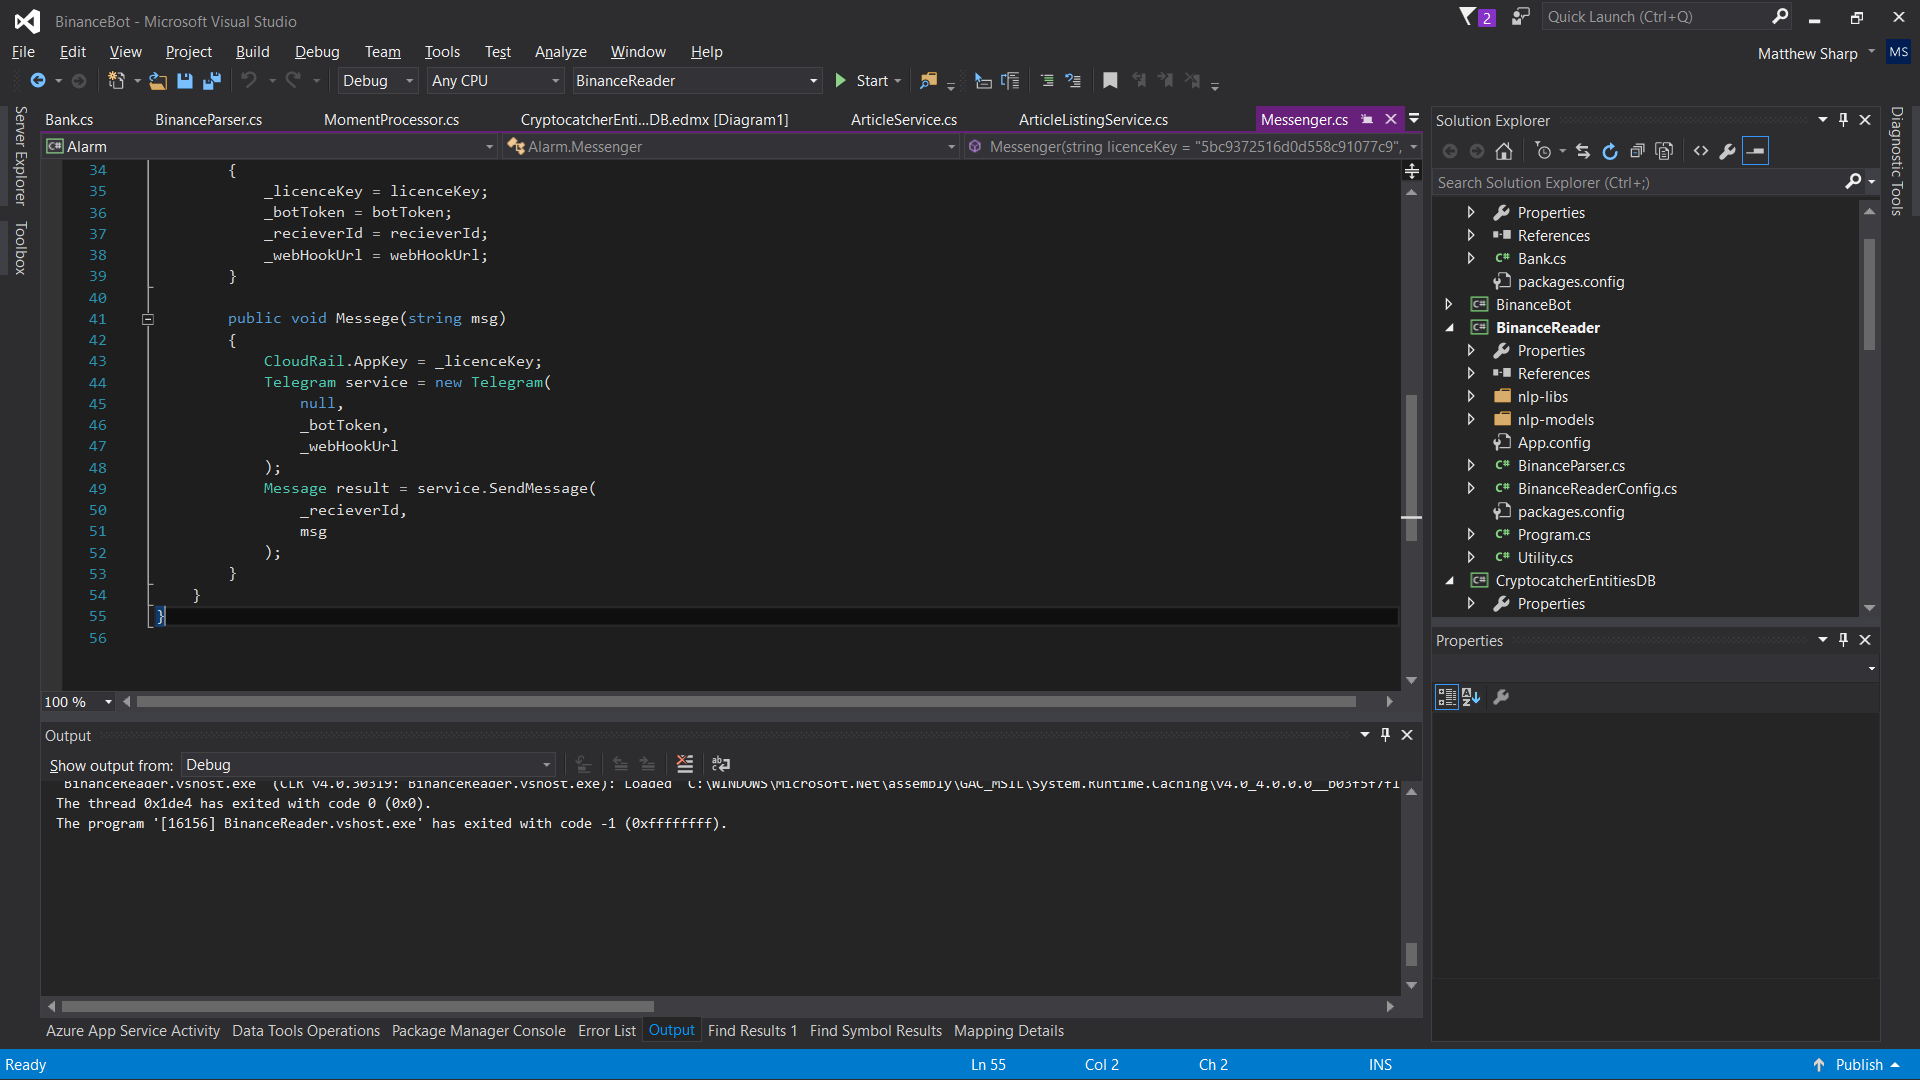 BinanceBot - Microsoft Visual Studio
2
Quick Launch (Ctrl+Q)
File Edit View Project Build Debug Team Tools Test Analyze Window Help
Matthew Sharp MS
Debug Any CPU BinanceReader Start
Server Explorer
Toolbox
Bank.cs BinanceParser.cs MomentProcessor.cs CryptocatcherEnti...DB.edmx [Diagram1] ArticleService.cs ArticleListingService.cs Messenger.cs
C# Alarm Alarm.Messenger Messenger(string licenceKey = "5bc9372516d0d558c91077c9",
34 {
35 _licenceKey = licenceKey;
36 _botToken = botToken;
37 _recieverId = recieverId;
38 _webHookUrl = webHookUrl;
39 }
40
41 public void Messege(string msg)
42 {
43 CloudRail.AppKey = _licenceKey;
44 Telegram service = new Telegram(
45 null,
46 _botToken,
47 _webHookUrl
48 );
49 Message result = service.SendMessage(
50 _recieverId,
51 msg
52 );
53 }
54 }
55 }
56
100 %
Output
Show output from: Debug
'BinanceReader.vshost.exe' (CLR v4.0.30319: BinanceReader.vshost.exe): Loaded 'C:\WINDOWS\Microsoft.Net\assembly\GAC_MSIL\System.Runtime.Caching\v4.0_4.0.0.0__b03f5f7f1
The thread 0x1de4 has exited with code 0 (0x0).
The program '[16156] BinanceReader.vshost.exe' has exited with code -1 (0xffffffff).
Azure App Service Activity Data Tools Operations Package Manager Console Error List Output Find Results 1 Find Symbol Results Mapping Details
Solution Explorer
Search Solution Explorer (Ctrl+;)
Properties
References
C# Bank.cs
packages.config
C# BinanceBot
C# BinanceReader
Properties
References
nlp-libs
nlp-models
App.config
C# BinanceParser.cs
C# BinanceReaderConfig.cs
packages.config
C# Program.cs
C# Utility.cs
C# CryptocatcherEntitiesDB
Properties
Properties
Diagnostic Tools
Ready Ln 55 Col 2 Ch 2 INS Publish